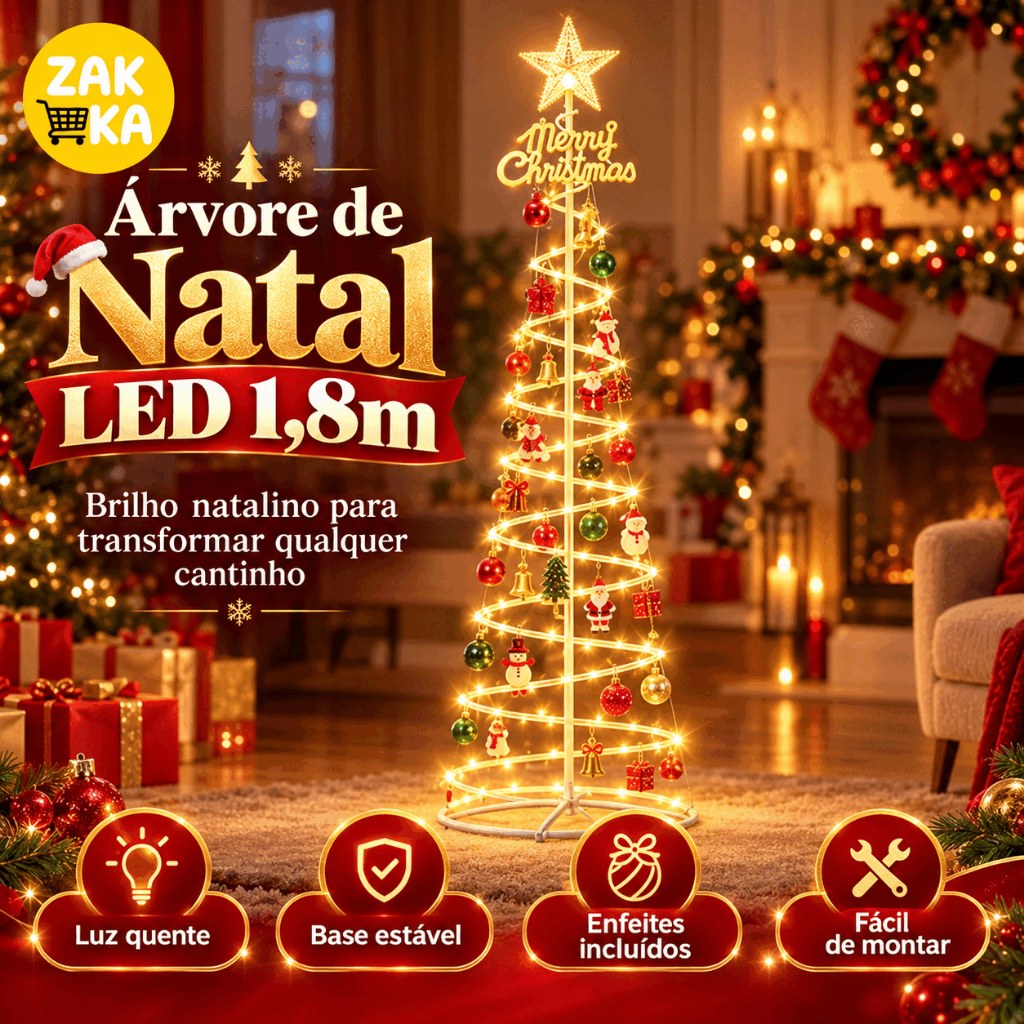 ZAK
KA
Merry
Christmas
Árvore de
Natal
LED 1,8m
Brilho natalino para
transformar qualquer
cantinho
Luz quente
Base estável
Enfeites
incluídos
Fácil
de montar